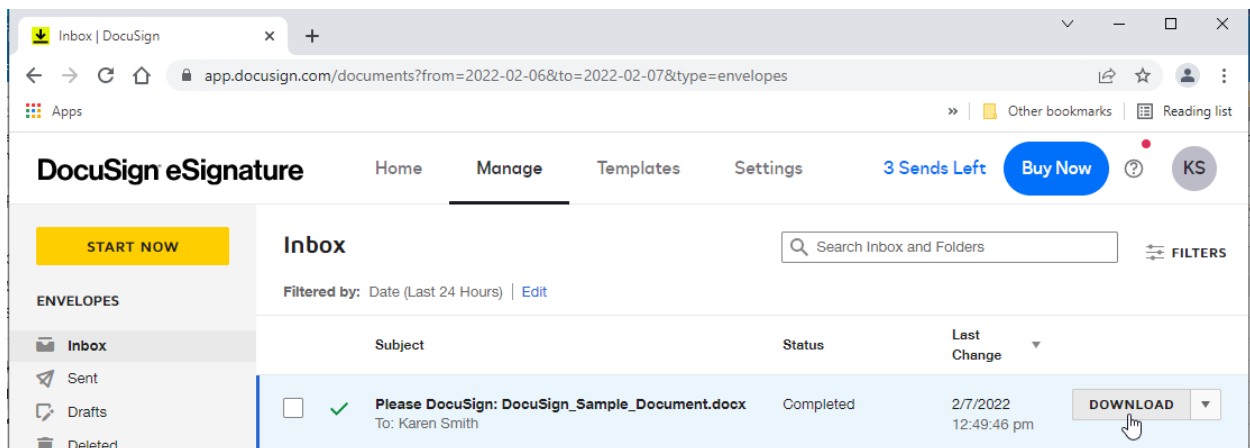 Inbox | DocuSign
app.docusign.com/documents?from=2022-02-06&to=2022-02-07&type=envelopes
Apps
» Other bookmarks Reading list
DocuSign eSignature Home Manage Templates Settings 3 Sends Left Buy Now KS
START NOW
Inbox
Search Inbox and Folders
FILTERS
Filtered by: Date (Last 24 Hours) | Edit
ENVELOPES
Inbox
Sent
Drafts
Deleted
Subject Status Last Change
Please DocuSign: DocuSign_Sample_Document.docx Completed 2/7/2022 DOWNLOAD
To: Karen Smith 12:49:46 pm